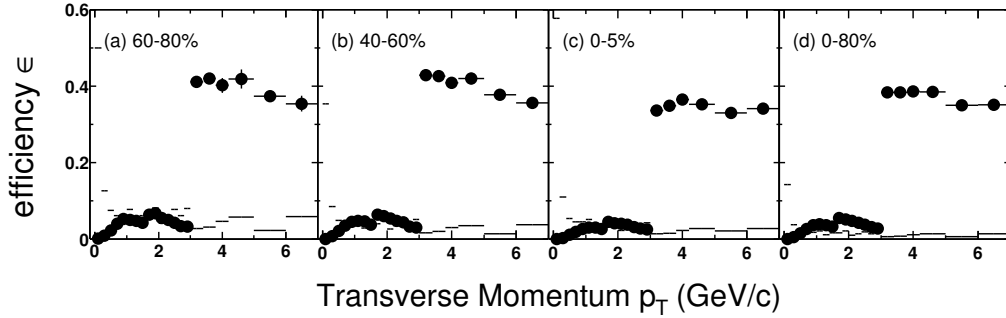 (a) 60-80%
(b) 40-60%
(c) 0-5%
(d) 0-80%
0.6
0.4
0.2
0
0 2 4 6
0 2 4 6
0 2 4 6
0 2 4 6
efficiency ∈
Transverse Momentum p_T (GeV/c)